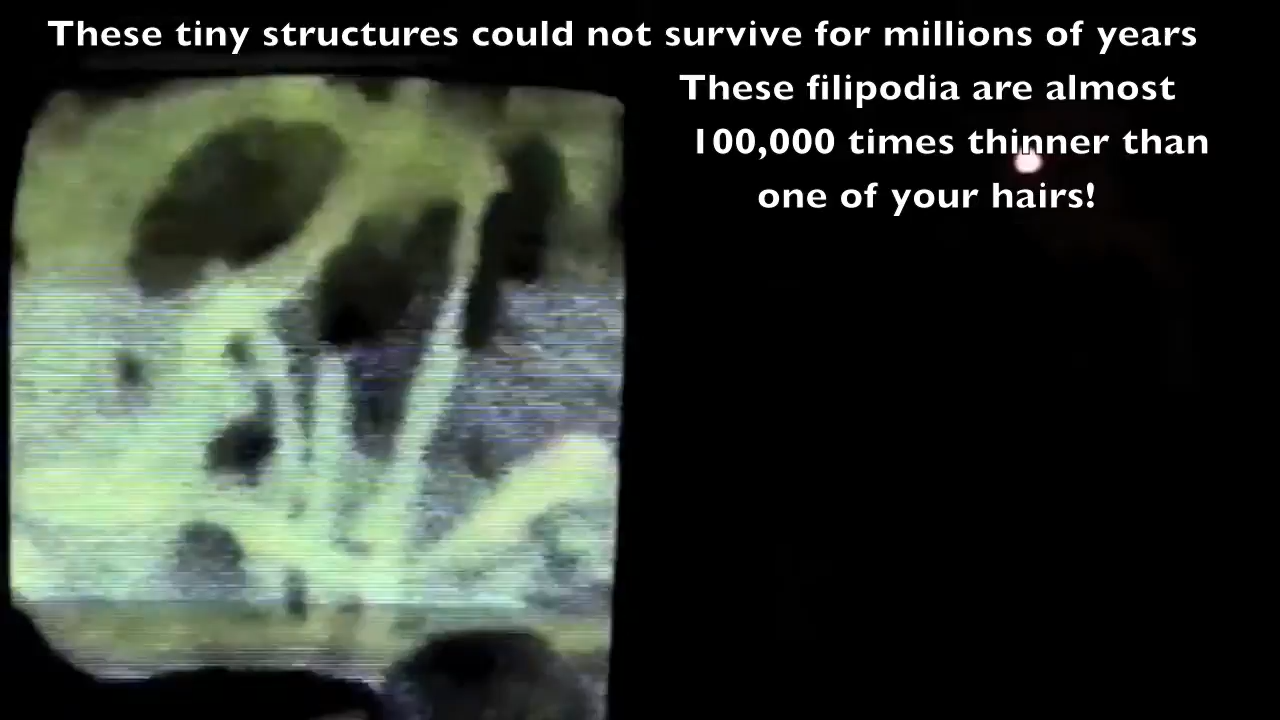 These tiny structures could not survive for millions of years
These filipodia are almost
100,000 times thinner than
one of your hairs!